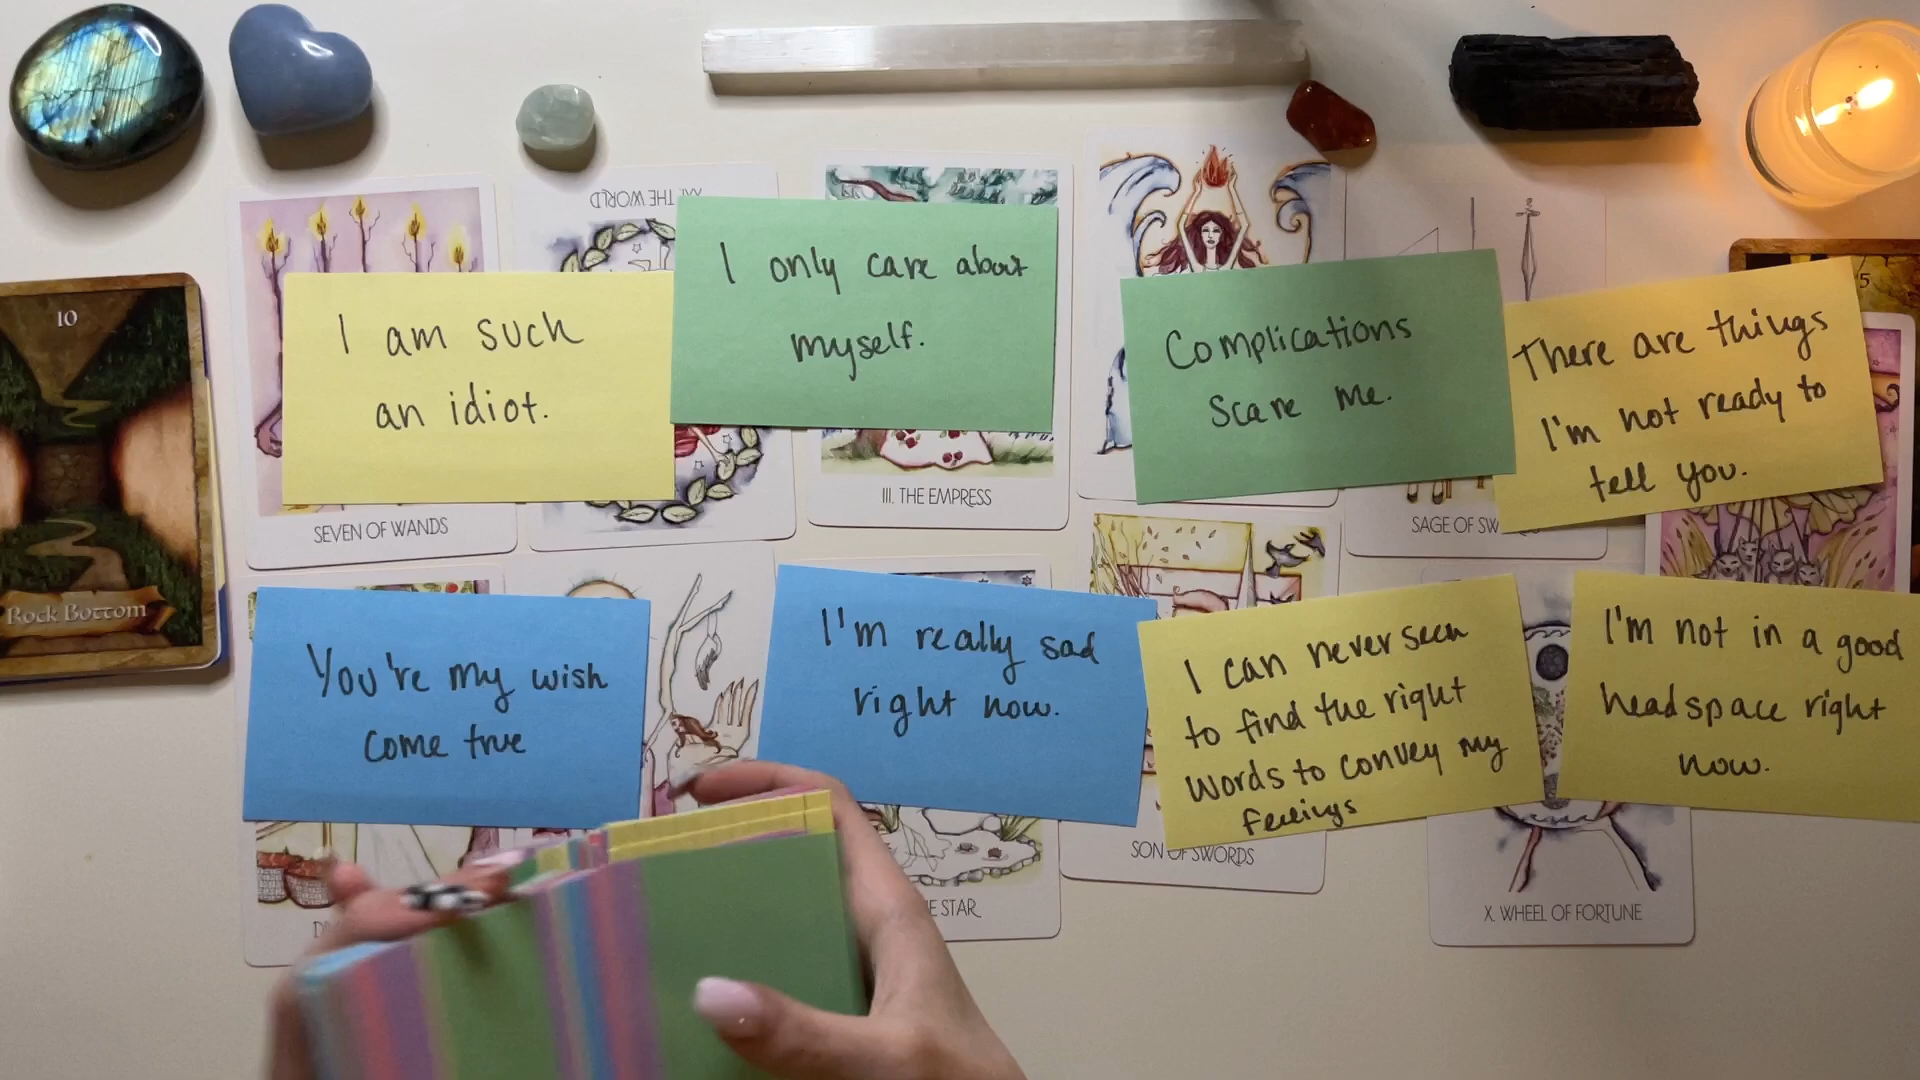 THE WORLD
5
10
I am such
an idiot.
I only care about
myself.
Complications
scare me.
There are things
I'm not ready to
tell you.
SEVEN OF WANDS
III. THE EMPRESS
SAGE OF
Rock Bottom
You're my wish
come true
I'm really sad
right now.
I can never seem
to find the right
words to convey my
feelings
I'm not in a good
headspace right
now.
SON OF SWORDS
STAR
X. WHEEL OF FORTUNE